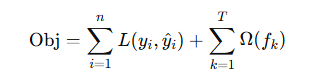 Obj = \sum_{i=1}^{n} L(y_i, \hat{y}_i) + \sum_{k=1}^{T} \Omega(f_k)